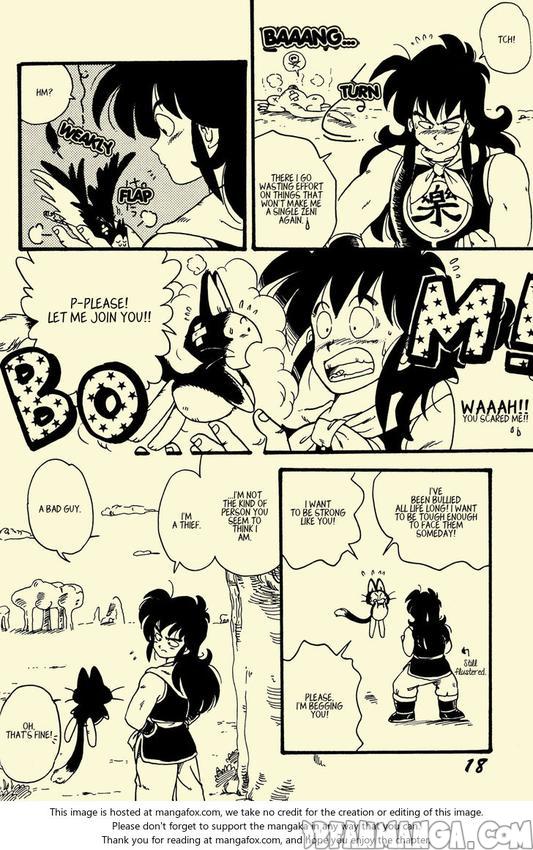 TCH!
BAAANG...
TURN
THERE I GO
WASTING EFFORT
ON THINGS THAT
WON'T MAKE ME
A SINGLE ZENI
AGAIN.
樂
HM?
WEAKLY
FLAP
BOM!
WAAAH!!
YOU SCARED ME!!
P-PLEASE!
LET ME JOIN YOU!!
I'VE
BEEN BULLIED
ALL LIFE LONG! I WANT
TO BE TOUGH ENOUGH
TO FACE THEM
SOMEDAY!
I WANT
TO BE STRONG
LIKE YOU!
Still
flustered.
PLEASE,
I'M BEGGING
YOU!
...I'M NOT
THE KIND OF
PERSON YOU
SEEM TO
THINK I
AM.
I'M
A THIEF.
A BAD GUY.
OH,
THAT'S FINE!
18
This image is hosted at mangafox.com, we take no credit for the creation or editing of this image.
Please don't forget to support the mangaka in any way that you can.
Thank you for reading at mangafox.com, and hope you enjoy the chapter.